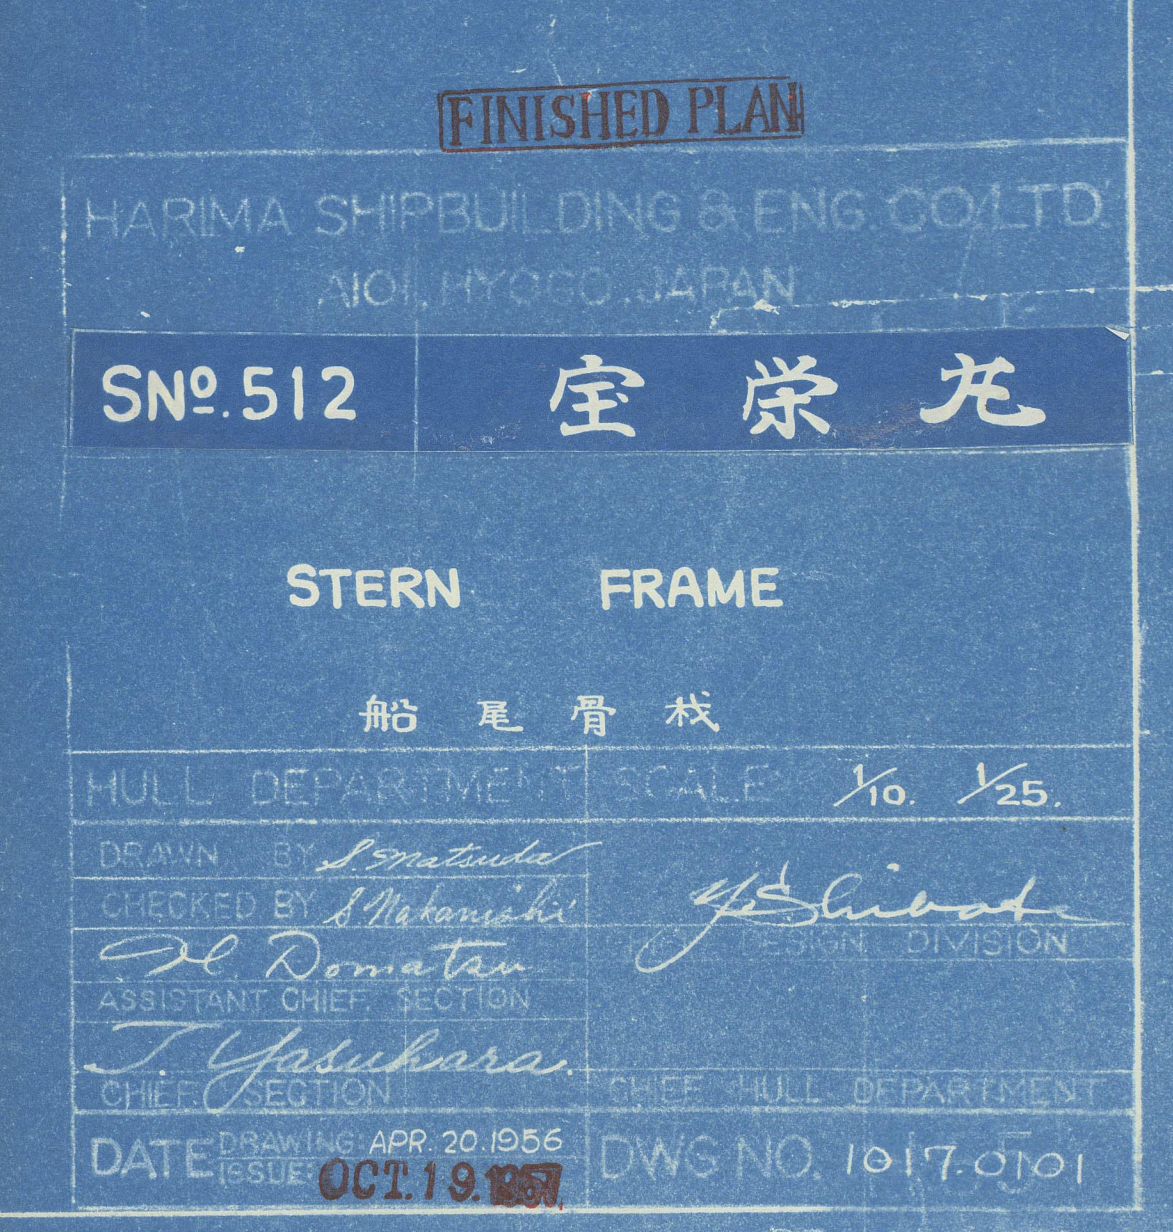 FINISHED PLAN
HARIMA SHIPBUILDING & ENG. CO. LTD.
AIOI, HYOGO, JAPAN
SNº.512 宝栄丸
STERN FRAME
船尾骨栈
HULL DEPARTMENT SCALE 1/10. 1/25.
DRAWN BY S. Matsuda
CHECKED BY S. Nakanishi
Y. Shibata
H. Domatsu
DESIGN DIVISION
ASSISTANT CHIEF. SECTION
T. Yasuhara.
CHIEF. SECTION
CHIEF HULL DEPARTMENT
DATE DRAWING: APR. 20. 1956
ISSUE: OCT. 19. 1957.
DWG NO. 1017-0101